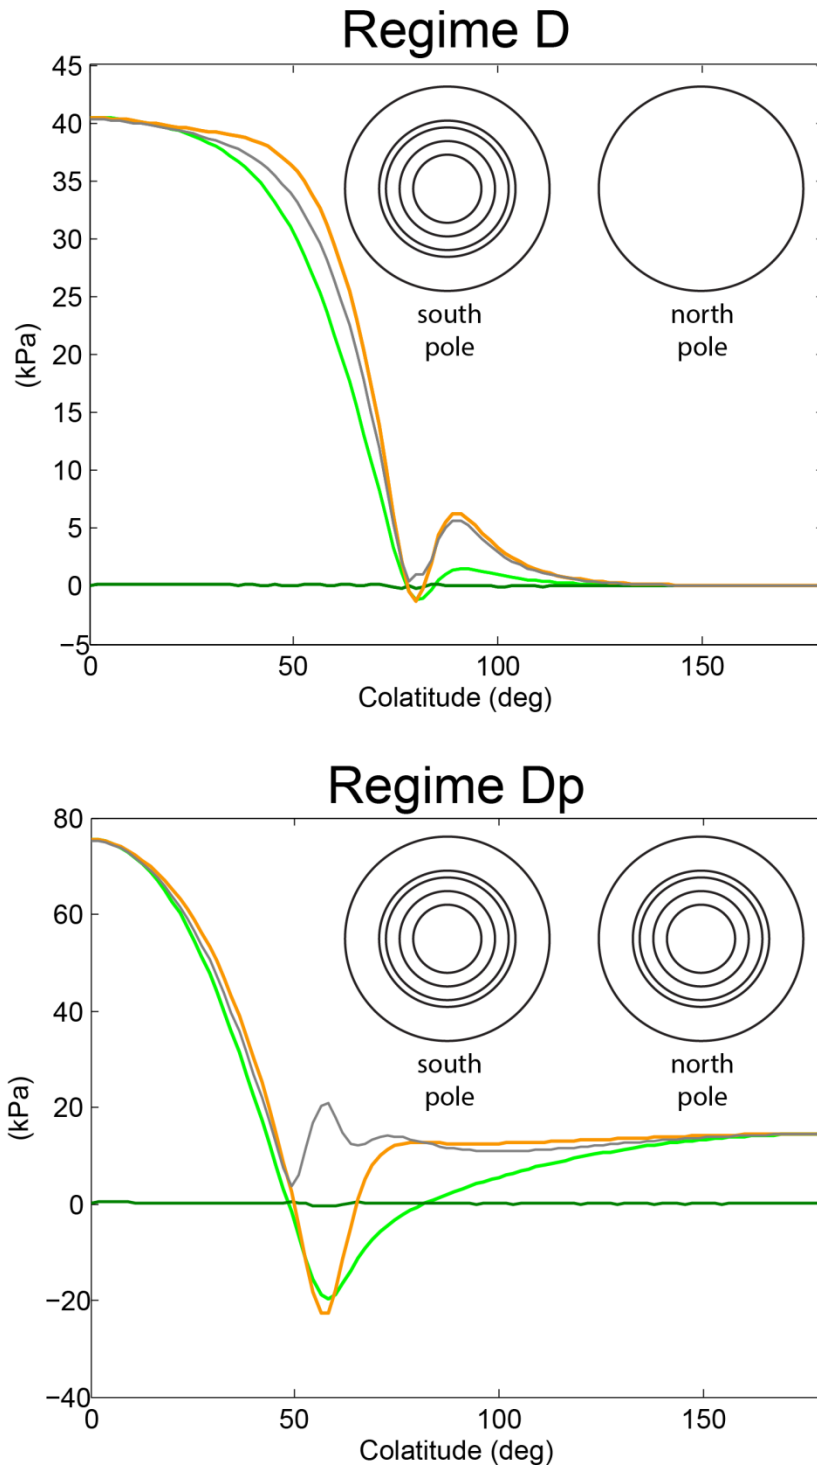 Regime D
45
40
35
30
25
20
15
10
5
0
−5
(kPa)
south
pole
north
pole
0
50
100
150
Colatitude (deg)
Regime Dp
80
60
40
20
0
−20
−40
(kPa)
south
pole
north
pole
0
50
100
150
Colatitude (deg)